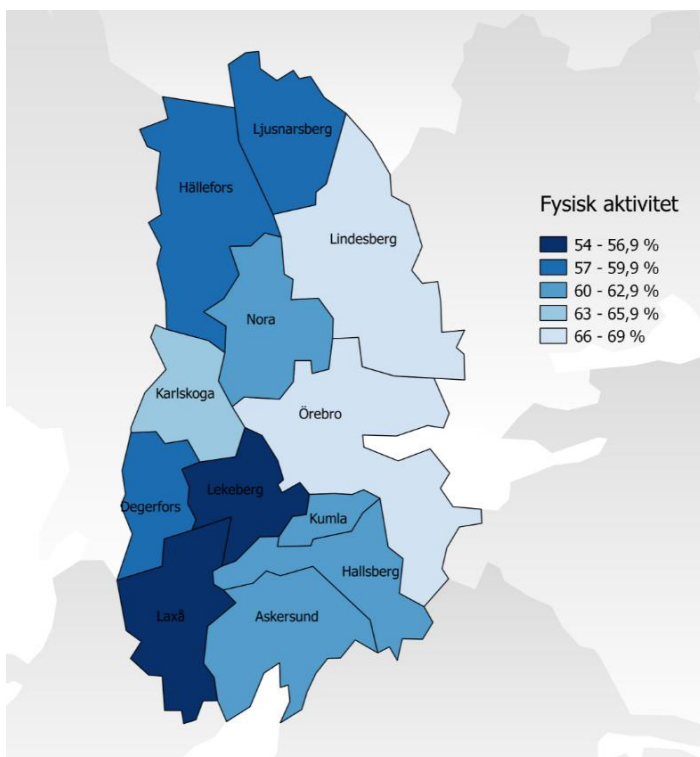 Ljusnarsberg
Hällefors
Lindesberg
Nora
Karlskoga
Örebro
Lekeberg
Degerfors
Kumla
Hallsberg
Laxå
Askersund
Fysisk aktivitet
54 - 56,9 %
57 - 59,9 %
60 - 62,9 %
63 - 65,9 %
66 - 69 %